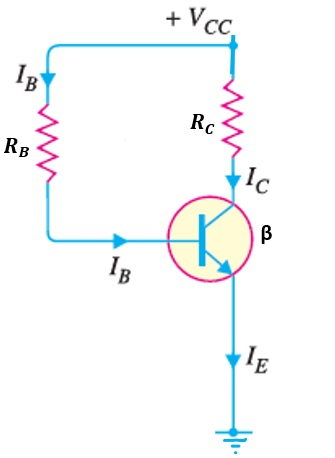 + V_CC
I_B
R_B
R_C
I_C
β
I_B
I_E